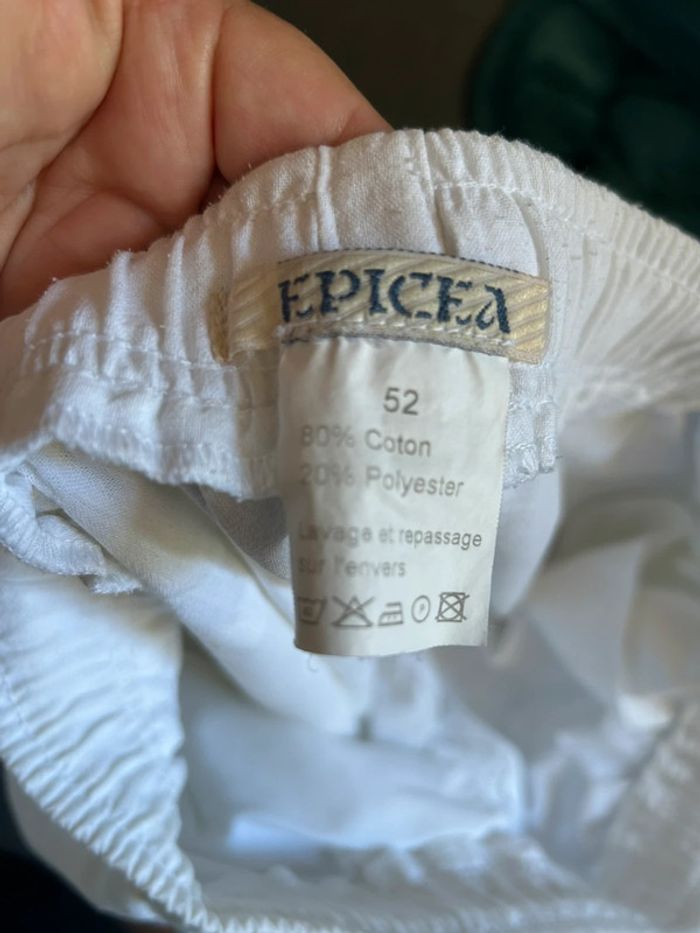 EPICEA
52
80% Coton
20% Polyester
Lavage et repassage
sur l'envers